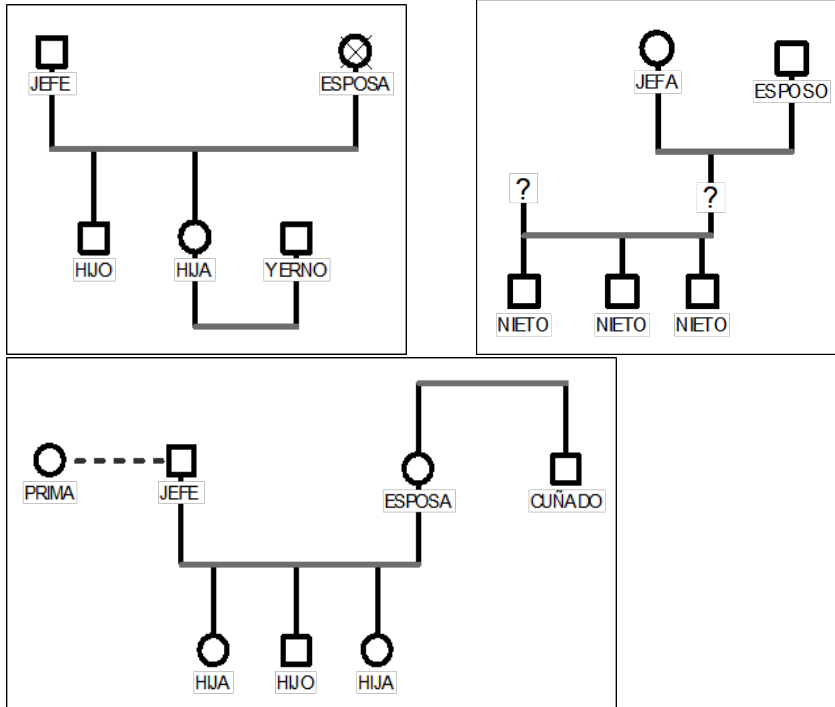 JEFE
ESPOSA
HIJO
HIJA
YERNO
JEFA
ESPOSO
?
?
NIETO
NIETO
NIETO
PRIMA
JEFE
ESPOSA
CUÑADO
HIJA
HIJO
HIJA